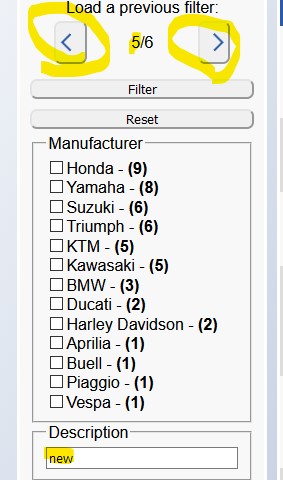 Load a previous filter:
5/6
Filter
Reset
Manufacturer
Honda - (9)
Yamaha - (8)
Suzuki - (6)
Triumph - (6)
KTM - (5)
Kawasaki - (5)
BMW - (3)
Ducati - (2)
Harley Davidson - (2)
Aprilia - (1)
Buell - (1)
Piaggio - (1)
Vespa - (1)
Description
new